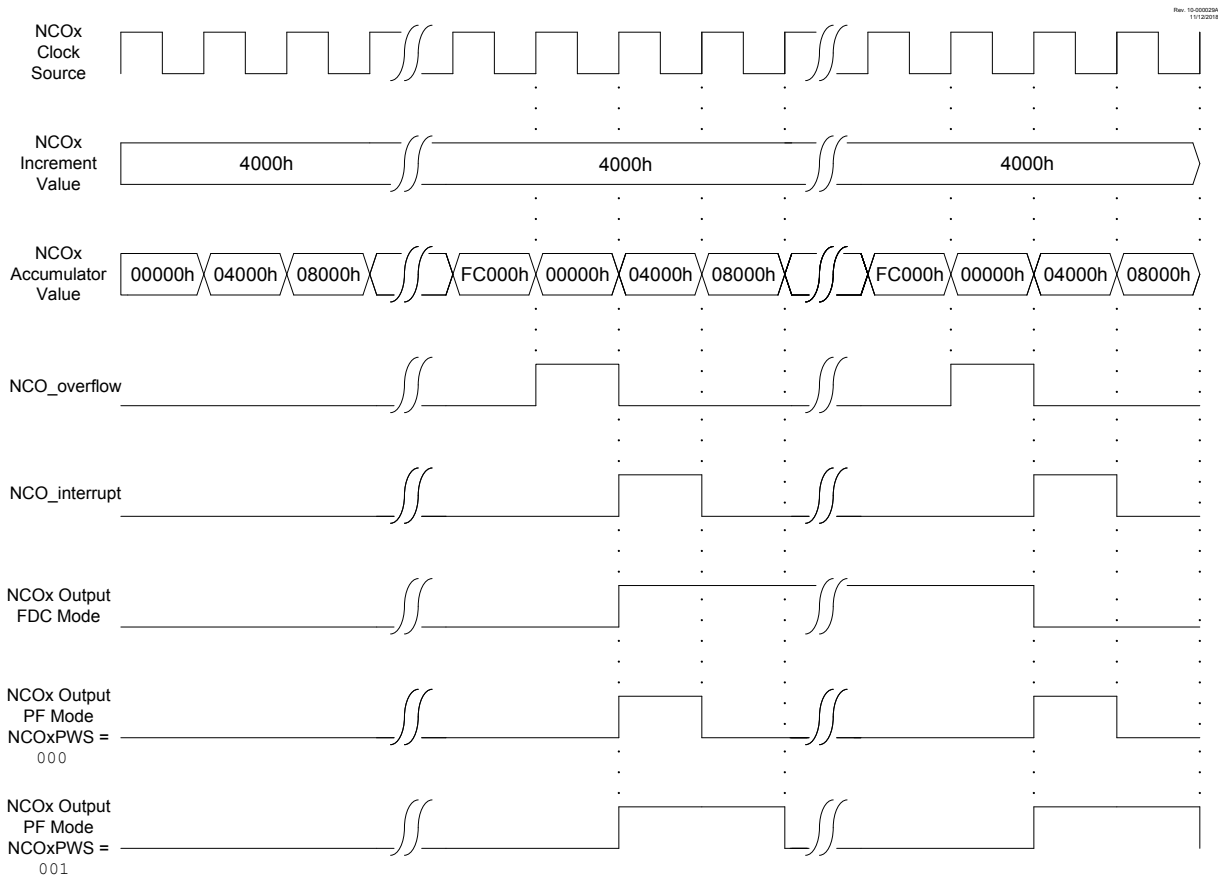 Rev. 10-000029A
11/12/2018
NCOx
Clock
Source
NCOx
Increment
Value
4000h
4000h
4000h
NCOx
Accumulator
Value
00000h
04000h
08000h
FC000h
00000h
04000h
08000h
FC000h
00000h
04000h
08000h
NCO_overflow
NCO_interrupt
NCOx Output
FDC Mode
NCOx Output
PF Mode
NCOxPWS =
000
NCOx Output
PF Mode
NCOxPWS =
001